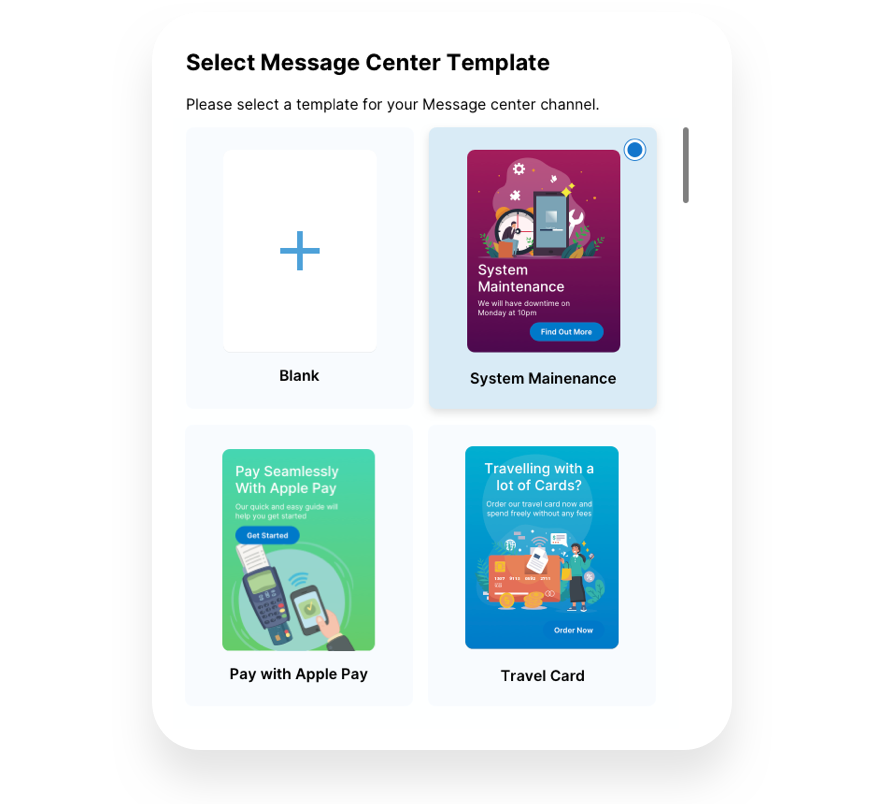 Select Message Center Template
Please select a template for your Message center channel.
System
Maintenance
We will have downtime on
Monday at 10pm
Find Out More
Blank
System Mainenance
Pay Seamlessly
With Apple Pay
Our quick and easy guide will
help you get started
Get Started
Travelling with a
lot of Cards?
Order our travel card now and
spend freely without any fees
Order Now
Pay with Apple Pay
Travel Card